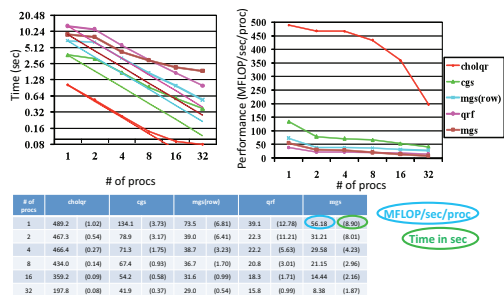 20.48
10.24
5.12
2.56
1.28
0.64
0.32
0.16
0.08
Time (sec)
1 2 4 8 16 32
# of procs
500
450
400
350
300
250
200
150
100
50
0
Performance (MFLOP/sec/proc)
1 2 4 8 16 32
# of procs
cholqr
cgs
mgs(row)
qrf
mgs
# of procs cholqr cgs mgs(row) qrf mgs
1 489.2 (1.02) 134.1 (3.73) 73.5 (6.81) 39.1 (12.78) 56.18 (8.90)
2 467.3 (0.54) 78.9 (3.17) 39.0 (6.41) 22.3 (11.21) 31.21 (8.01)
4 466.4 (0.27) 71.3 (1.75) 38.7 (3.23) 22.2 (5.63) 29.58 (4.23)
8 434.0 (0.14) 67.4 (0.93) 36.7 (1.70) 20.8 (3.01) 21.15 (2.96)
16 359.2 (0.09) 54.2 (0.58) 31.6 (0.99) 18.3 (1.71) 14.44 (2.16)
32 197.8 (0.08) 41.9 (0.37) 29.0 (0.54) 15.8 (0.99) 8.38 (1.87)
MFLOP/sec/proc
Time in sec